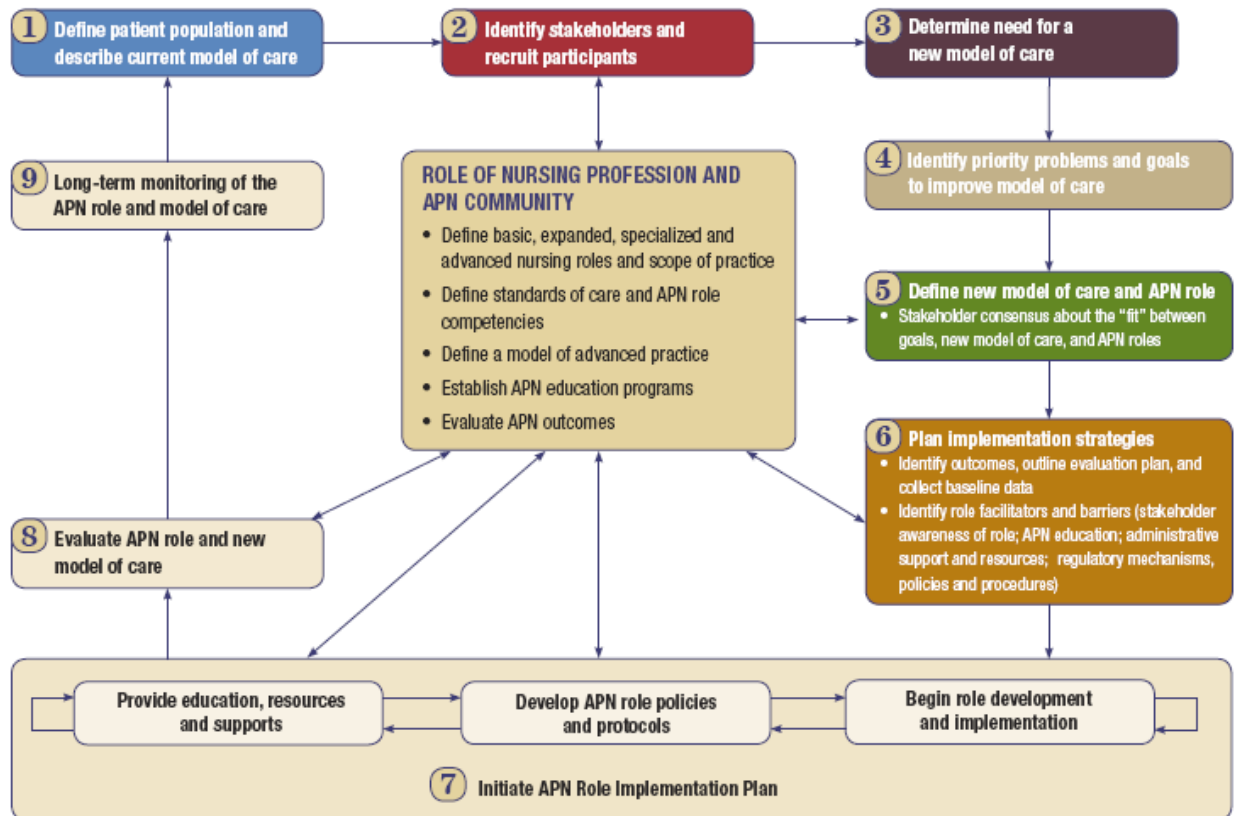 1 Define patient population and
describe current model of care
2 Identify stakeholders and
recruit participants
3 Determine need for a
new model of care
4 Identify priority problems and goals
to improve model of care
5 Define new model of care and APN role
• Stakeholder consensus about the “fit” between
goals, new model of care, and APN roles
6 Plan implementation strategies
• Identify outcomes, outline evaluation plan, and
collect baseline data
• Identify role facilitators and barriers (stakeholder
awareness of role; APN education; administrative
support and resources; regulatory mechanisms,
policies and procedures)
ROLE OF NURSING PROFESSION AND
APN COMMUNITY
• Define basic, expanded, specialized and
advanced nursing roles and scope of practice
• Define standards of care and APN role
competencies
• Define a model of advanced practice
• Establish APN education programs
• Evaluate APN outcomes
9 Long-term monitoring of the
APN role and model of care
8 Evaluate APN role and new
model of care
Provide education, resources
and supports
Develop APN role policies
and protocols
Begin role development
and implementation
7 Initiate APN Role Implementation Plan